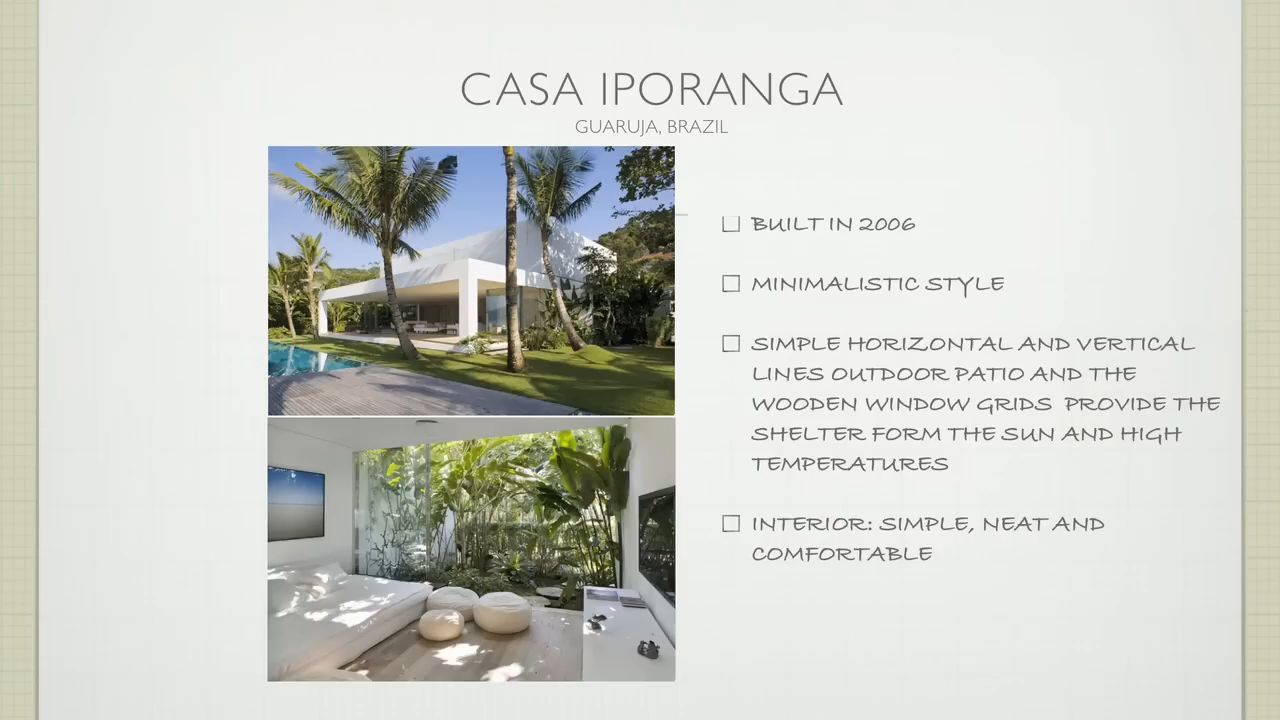 CASA IPORANGA
GUARUJA, BRAZIL
BUILT IN 2006
MINIMALISTIC STYLE
SIMPLE HORIZONTAL AND VERTICAL
LINES OUTDOOR PATIO AND THE
WOODEN WINDOW GRIDS PROVIDE THE
SHELTER FORM THE SUN AND HIGH
TEMPERATURES
INTERIOR: SIMPLE, NEAT AND
COMFORTABLE